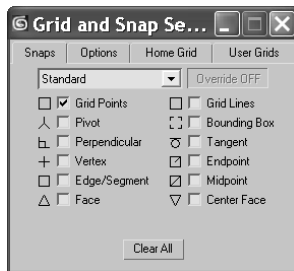 Grid and Snap Se...
Snaps Options Home Grid User Grids
Standard Override OFF
Grid Points Grid Lines
Pivot Bounding Box
Perpendicular Tangent
Vertex Endpoint
Edge/Segment Midpoint
Face Center Face
Clear All